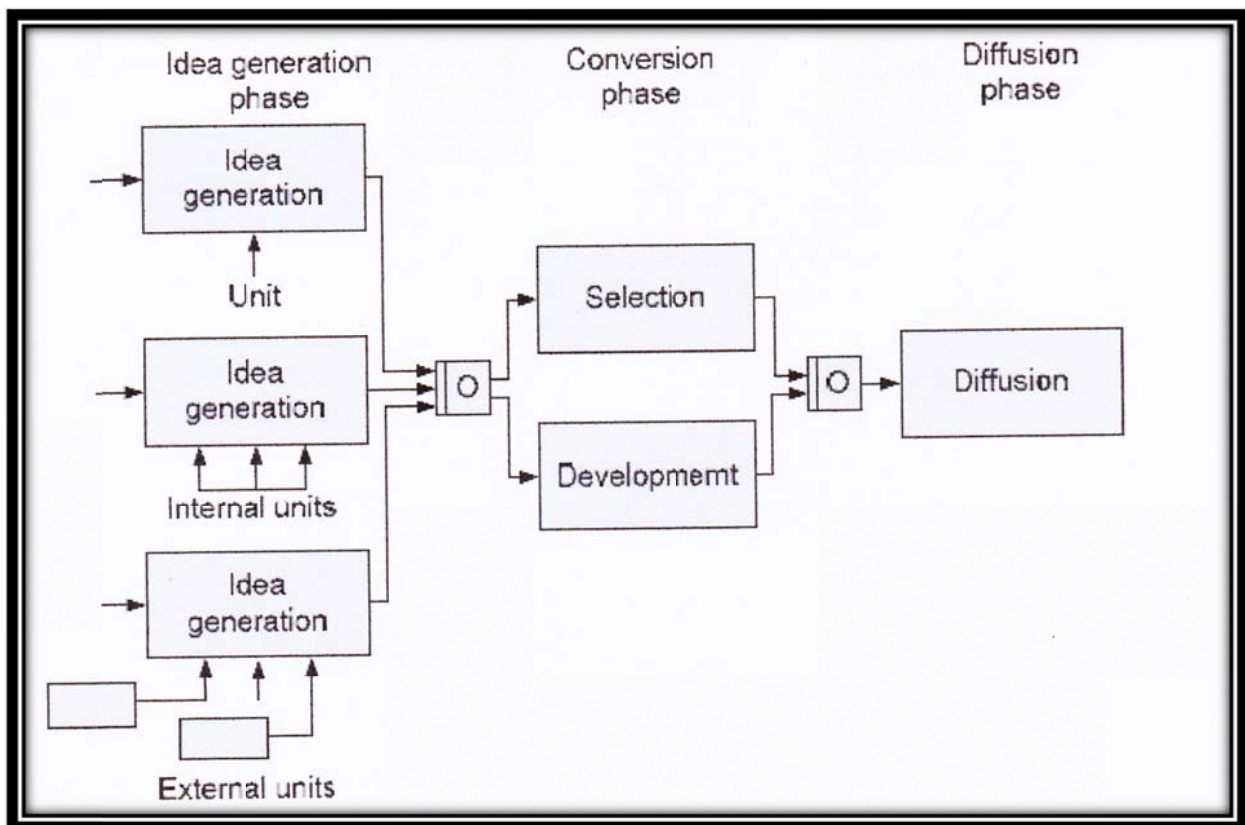 Idea generation
phase
Conversion
phase
Diffusion
phase
Idea
generation
Unit
Idea
generation
Internal units
Idea
generation
External units
O
Selection
Developmemt
O
Diffusion